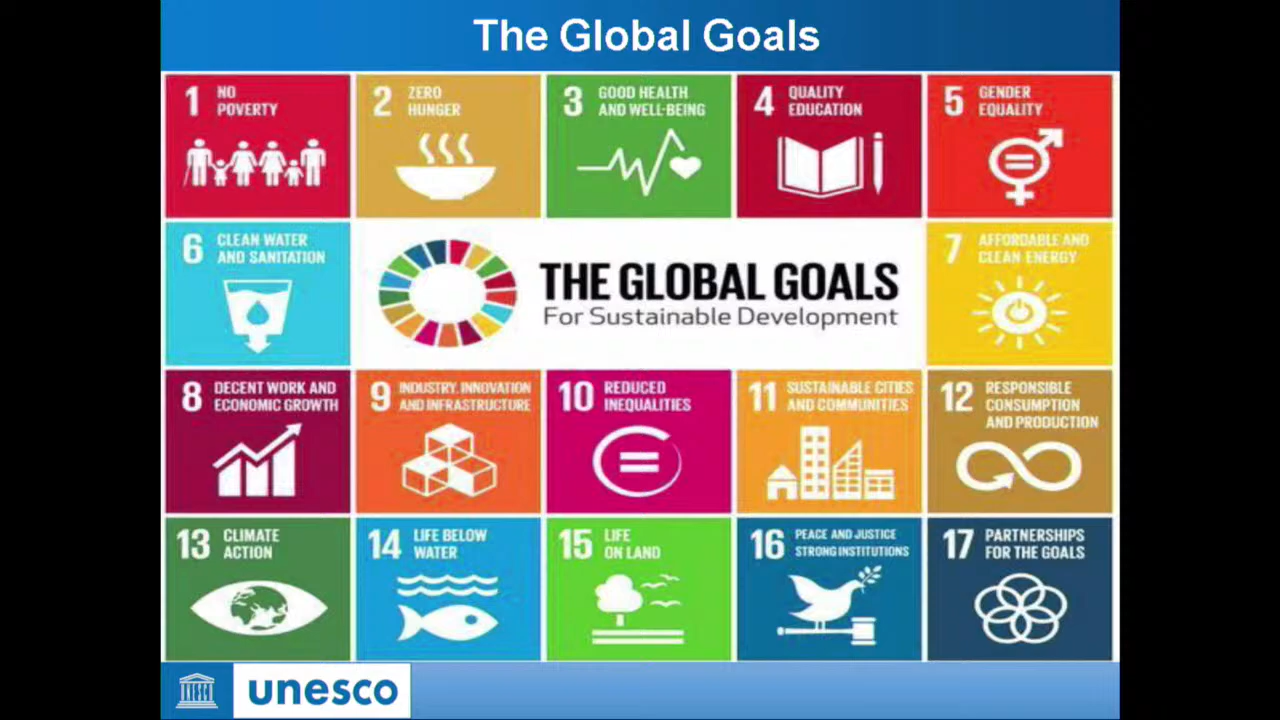 The Global Goals
1 NO
POVERTY
2 ZERO
HUNGER
3 GOOD HEALTH
AND WELL-BEING
4 QUALITY
EDUCATION
5 GENDER
EQUALITY
6 CLEAN WATER
AND SANITATION
THE GLOBAL GOALS
For Sustainable Development
7 AFFORDABLE AND
CLEAN ENERGY
8 DECENT WORK AND
ECONOMIC GROWTH
9 INDUSTRY, INNOVATION
AND INFRASTRUCTURE
10 REDUCED
INEQUALITIES
11 SUSTAINABLE CITIES
AND COMMUNITIES
12 RESPONSIBLE
CONSUMPTION
AND PRODUCTION
13 CLIMATE
ACTION
14 LIFE BELOW
WATER
15 LIFE
ON LAND
16 PEACE AND JUSTICE
STRONG INSTITUTIONS
17 PARTNERSHIPS
FOR THE GOALS
unesco